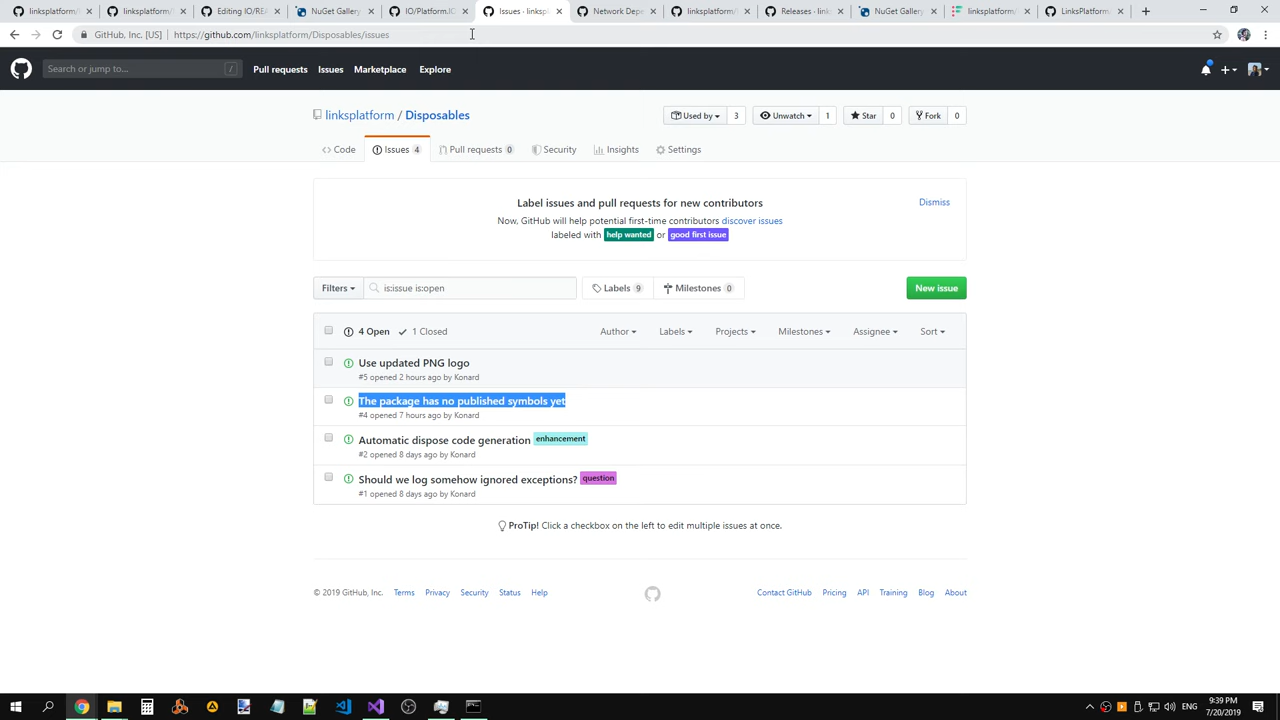 linksplatform/
linksplatform/
Editing IO/RE
NuGet Gallery
IO/Platform.IO
Issues · linksp
Network Depe
linksplatform/
Releases · link
NuGet Gallery
linksplatform/
LinksPlatform
GitHub, Inc. [US] | https://github.com/linksplatform/Disposables/issues
Search or jump to... /
Pull requests Issues Marketplace Explore
linksplatform / Disposables
Used by 3 Unwatch 1 Star 0 Fork 0
Code Issues 4 Pull requests 0 Security Insights Settings
Label issues and pull requests for new contributors
Dismiss
Now, GitHub will help potential first-time contributors discover issues
labeled with help wanted or good first issue
Filters is:issue is:open Labels 9 Milestones 0 New issue
4 Open 1 Closed Author Labels Projects Milestones Assignee Sort
Use updated PNG logo
#5 opened 2 hours ago by Konard
The package has no published symbols yet
#4 opened 7 hours ago by Konard
Automatic dispose code generation enhancement
#2 opened 8 days ago by Konard
Should we log somehow ignored exceptions? question
#1 opened 8 days ago by Konard
ProTip! Click a checkbox on the left to edit multiple issues at once.
© 2019 GitHub, Inc. Terms Privacy Security Status Help Contact GitHub Pricing API Training Blog About
ENG
9:39 PM
7/20/2019